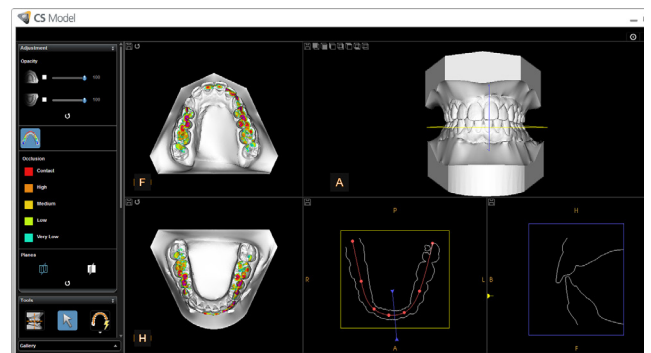 CS Model
Adjustment
Opacity
100
100
Occlusion
Contact
High
Medium
Low
Very Low
Planes
Tools
Gallery
F
A
H
P
R
L
A
H
B
F